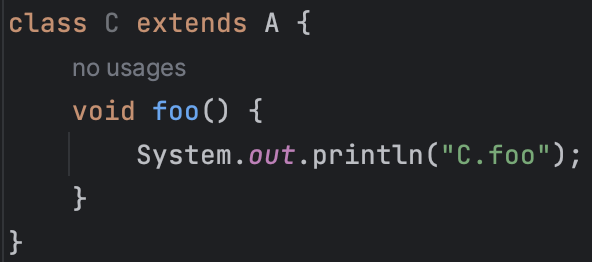 class C extends A {
    no usages
    void foo() {
        System.out.println("C.foo");
    }
}